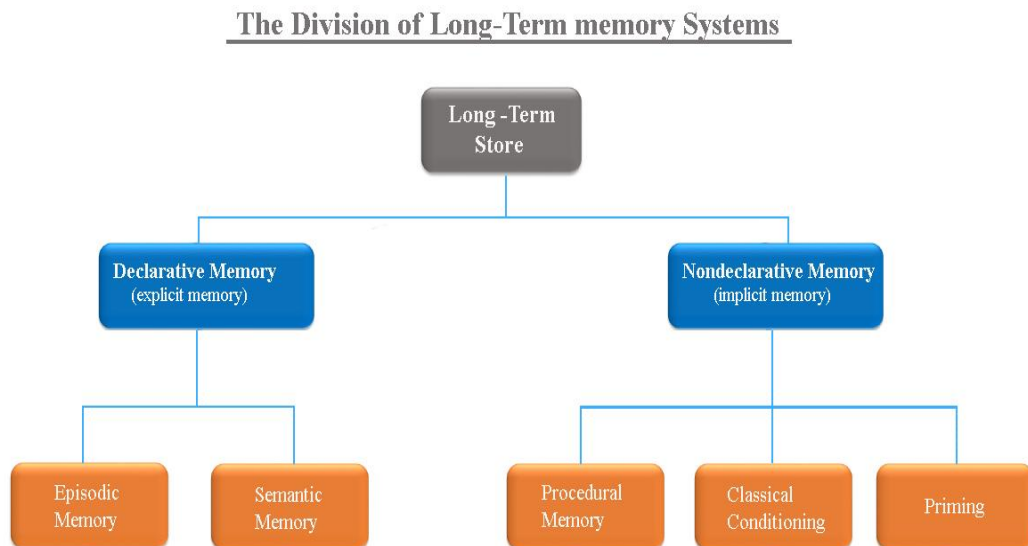 The Division of Long-Term memory Systems
Long -Term
Store
Declarative Memory
(explicit memory)
Nondeclarative Memory
(implicit memory)
Episodic
Memory
Semantic
Memory
Procedural
Memory
Classical
Conditioning
Priming